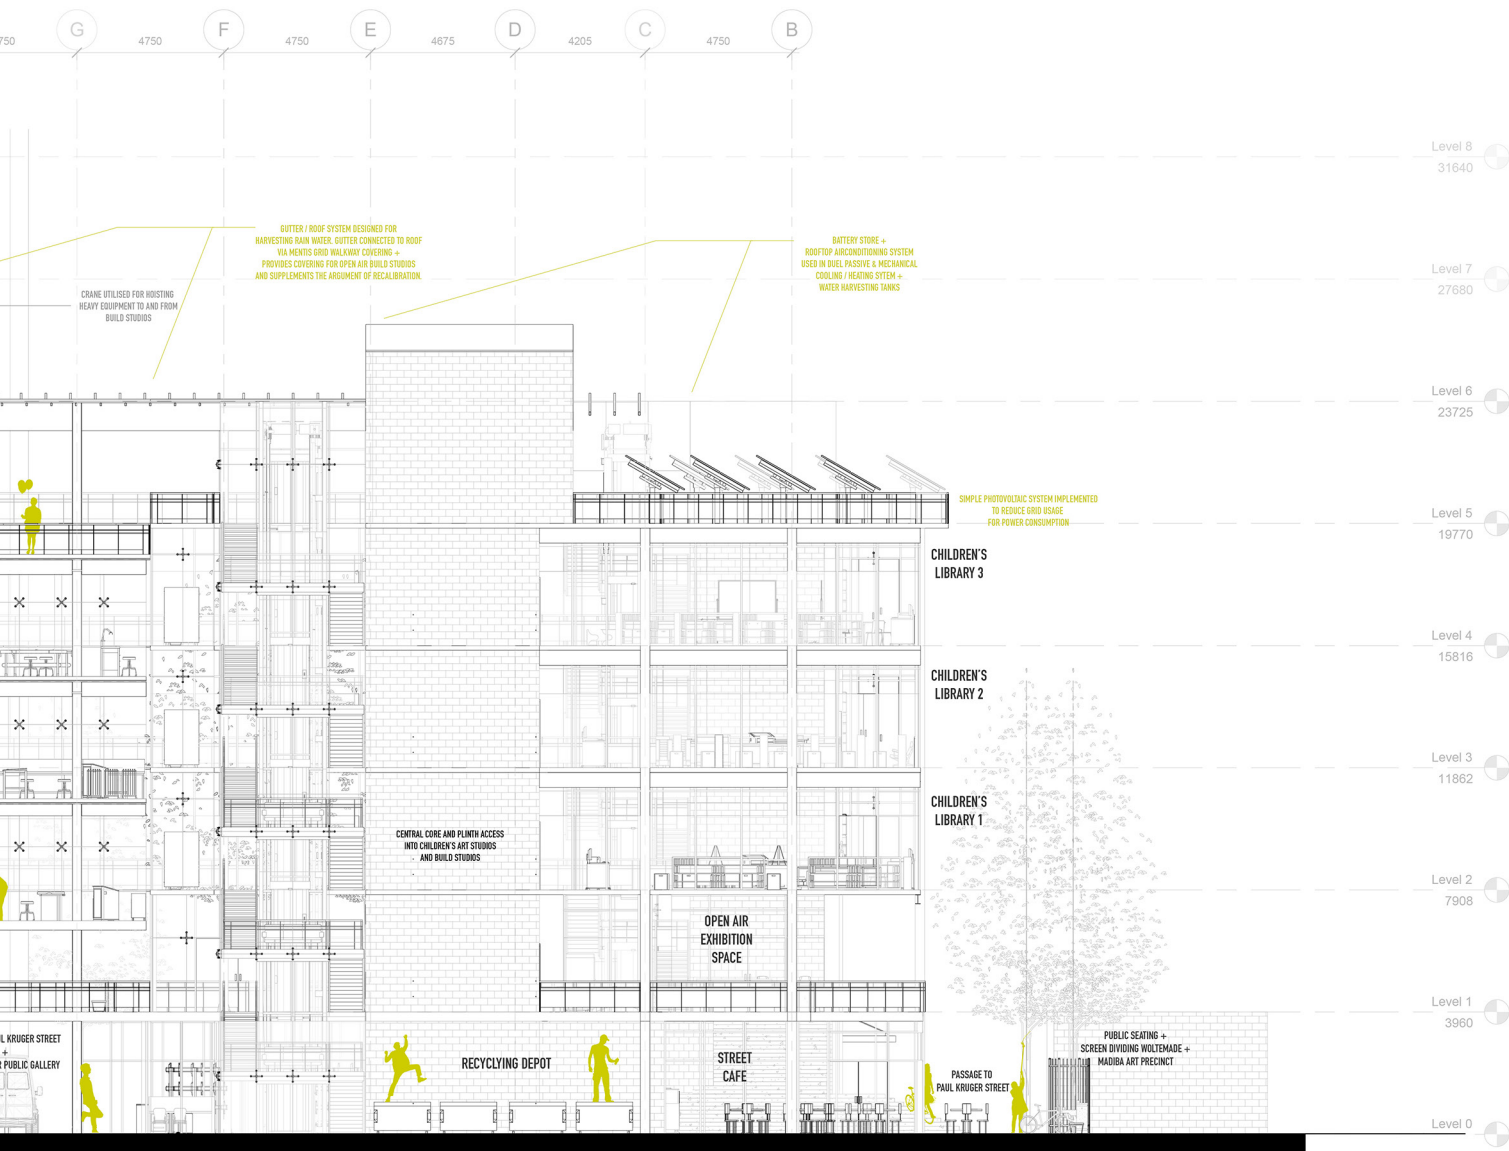 G
F
E
D
C
B
750
4750
4750
4675
4205
4750
Level 8
31640
GUTTER / ROOF SYSTEM DESIGNED FOR
HARVESTING RAIN WATER. GUTTER CONNECTED TO ROOF
VIA MENTIS GRID WALKWAY COVERING +
PROVIDES COVERING FOR OPEN AIR BUILD STUDIOS
AND SUPPLEMENTS THE ARGUMENT OF RECALIBRATION.
BATTERY STORE +
ROOFTOP AIRCONDITIONING SYSTEM
USED IN DUEL PASSIVE & MECHANICAL
COOLING / HEATING SYTEM +
WATER HARVESTING TANKS
Level 7
27680
CRANE UTILISED FOR HOISTING
HEAVY EQUIPMENT TO AND FROM
BUILD STUDIOS
Level 6
23725
SIMPLE PHOTOVOLTAIC SYSTEM IMPLEMENTED
TO REDUCE GRID USAGE
FOR POWER CONSUMPTION
Level 5
19770
CHILDREN'S
LIBRARY 3
Level 4
15816
CHILDREN'S
LIBRARY 2
Level 3
11862
CHILDREN'S
LIBRARY 1
CENTRAL CORE AND PLINTH ACCESS
INTO CHILDREN'S ART STUDIOS
AND BUILD STUDIOS
Level 2
7908
OPEN AIR
EXHIBITION
SPACE
Level 1
3960
L KRUGER STREET
+
R PUBLIC GALLERY
RECYCLYING DEPOT
STREET
CAFE
PASSAGE TO
PAUL KRUGER STREET
PUBLIC SEATING +
SCREEN DIVIDING WOLTEMADE +
MADIBA ART PRECINCT
Level 0